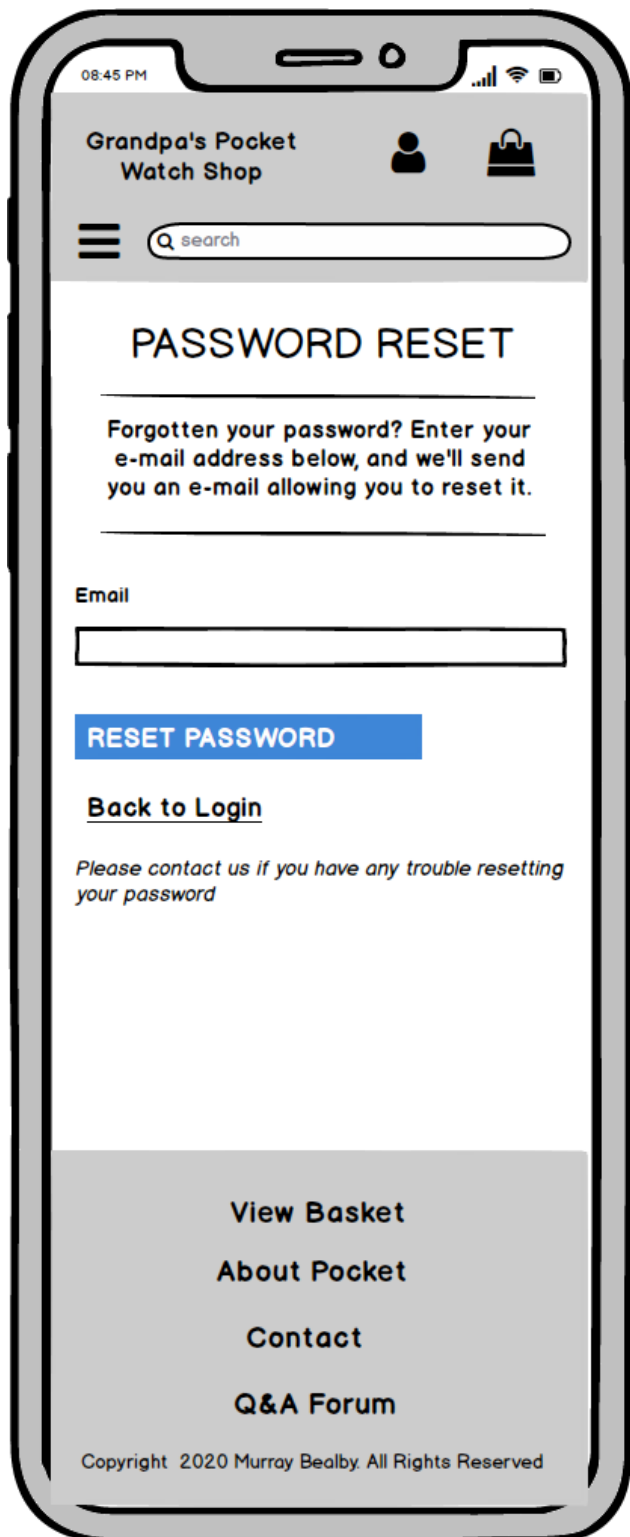 08:45 PM
Grandpa's Pocket
Watch Shop
search
PASSWORD RESET
Forgotten your password? Enter your
e-mail address below, and we'll send
you an e-mail allowing you to reset it.
Email
RESET PASSWORD
Back to Login
Please contact us if you have any trouble resetting
your password
View Basket
About Pocket
Contact
Q&A Forum
Copyright 2020 Murray Bealby. All Rights Reserved